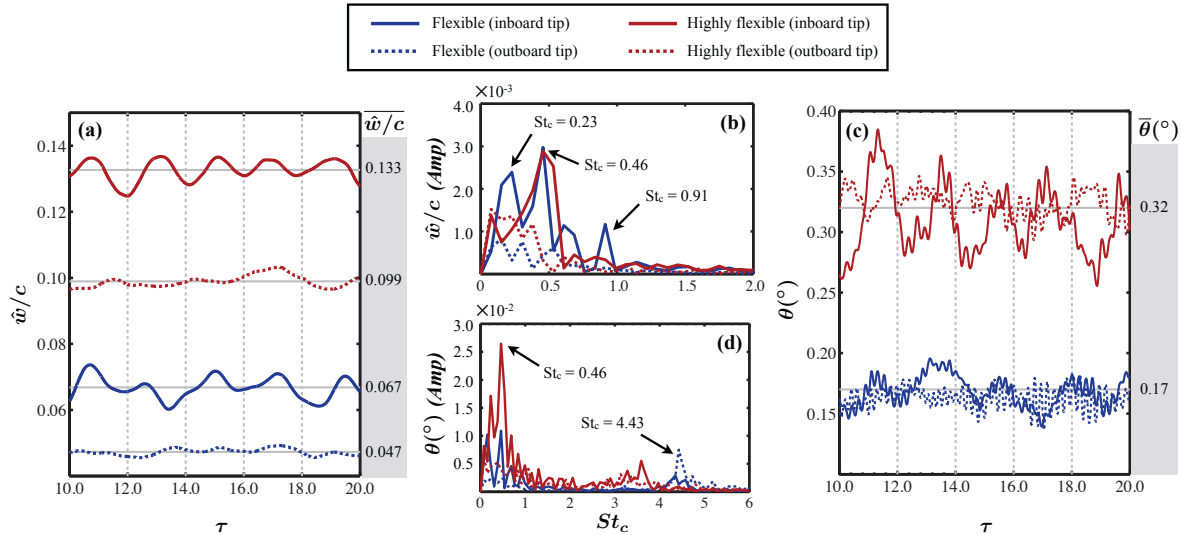 Flexible (inboard tip) Highly flexible (inboard tip)
Flexible (outboard tip) Highly flexible (outboard tip)
(a)
ŵ/c
0.14
0.12
0.10
0.08
0.06
10.0 12.0 14.0 16.0 18.0 20.0
τ
ŵ/c
0.133
0.099
0.067
0.047
×10⁻³
(b)
ŵ/c (Amp)
4.0
3.0
2.0
1.0
0 0.5 1.0 1.5 2.0
St_c = 0.23
St_c = 0.46
St_c = 0.91
×10⁻²
(d)
θ(°) (Amp)
3.0
2.5
2.0
1.5
1.0
0.5
0 1 2 3 4 5 6
St_c
St_c = 0.46
St_c = 4.43
(c)
θ(°)
0.40
0.35
0.30
0.25
0.20
0.15
10.0 12.0 14.0 16.0 18.0 20.0
τ
θ̅(°)
0.32
0.17